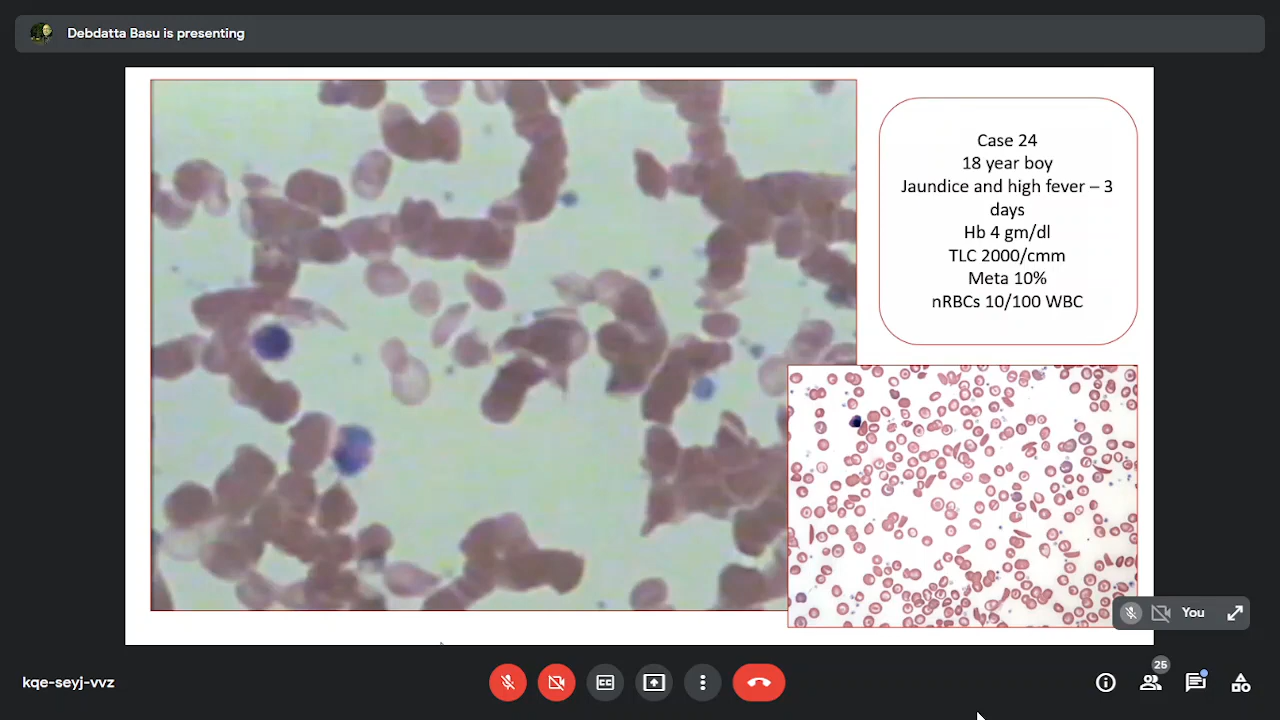 Debdatta Basu is presenting
Case 24
18 year boy
Jaundice and high fever – 3
days
Hb 4 gm/dl
TLC 2000/cmm
Meta 10%
nRBCs 10/100 WBC
You
kqe-seyj-vvz
CC
25